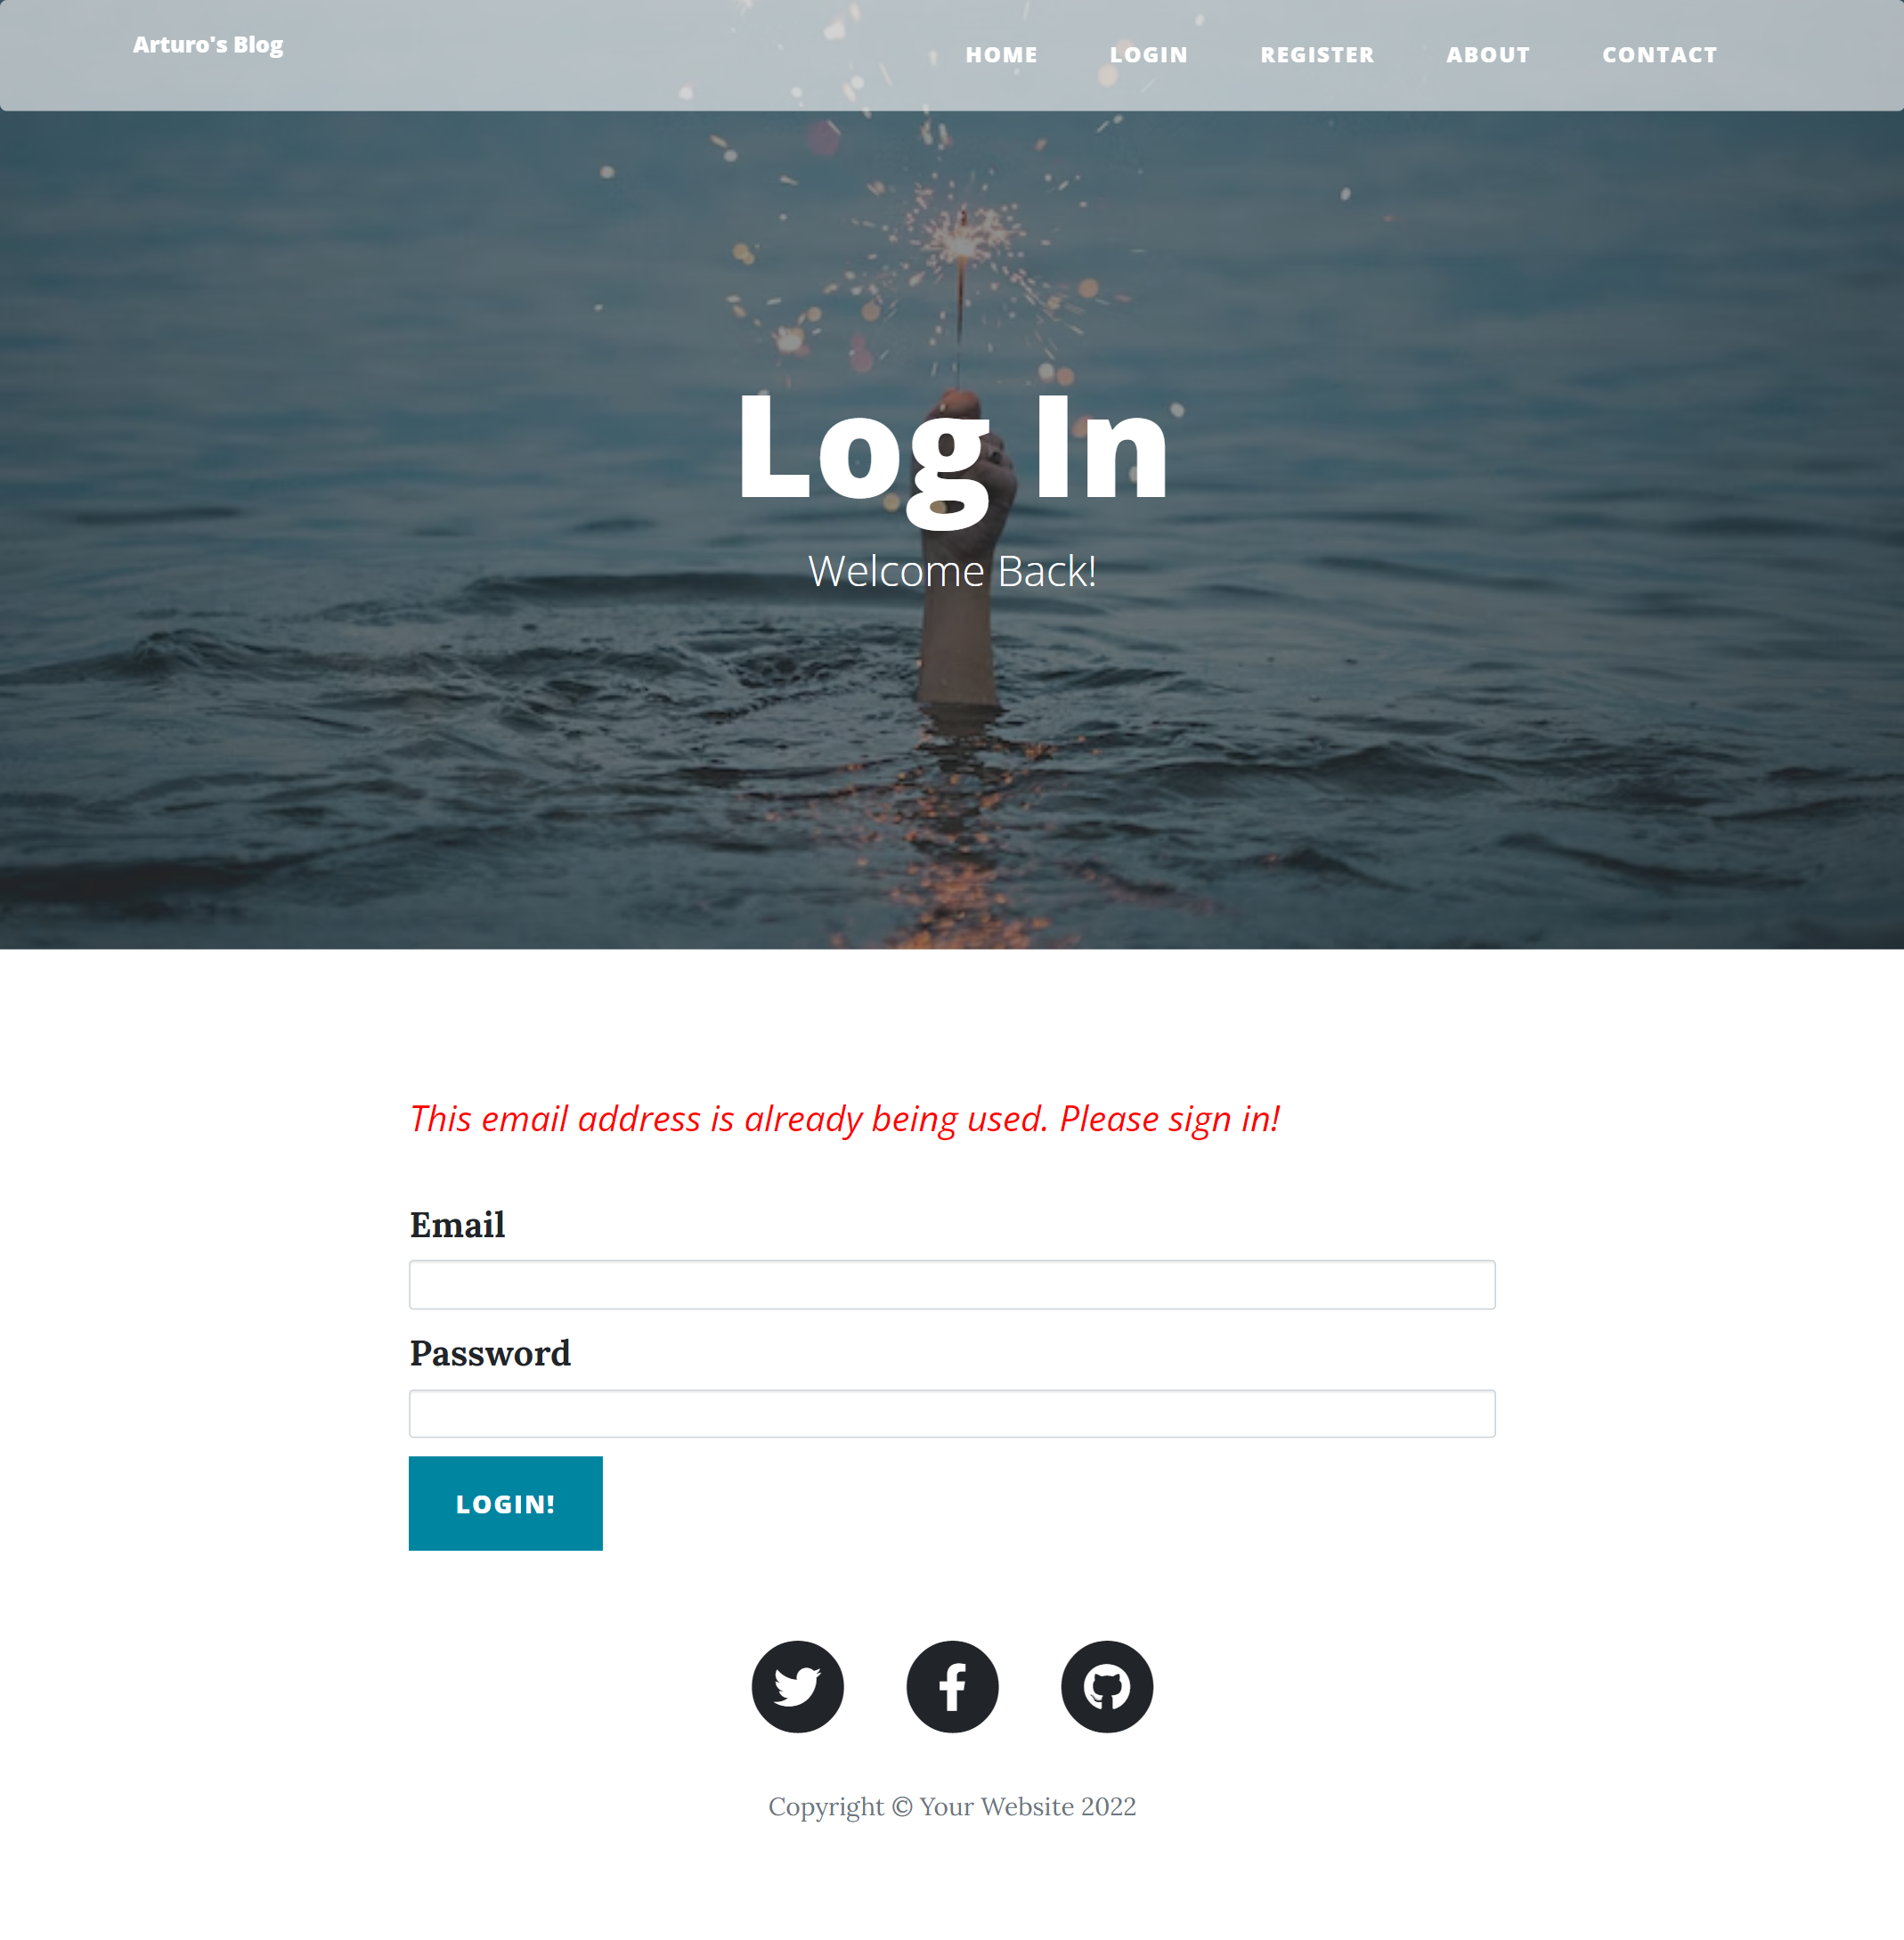 Arturo's Blog
HOME LOGIN REGISTER ABOUT CONTACT
Log In
Welcome Back!
This email address is already being used. Please sign in!
Email
Password
LOGIN!
Copyright © Your Website 2022